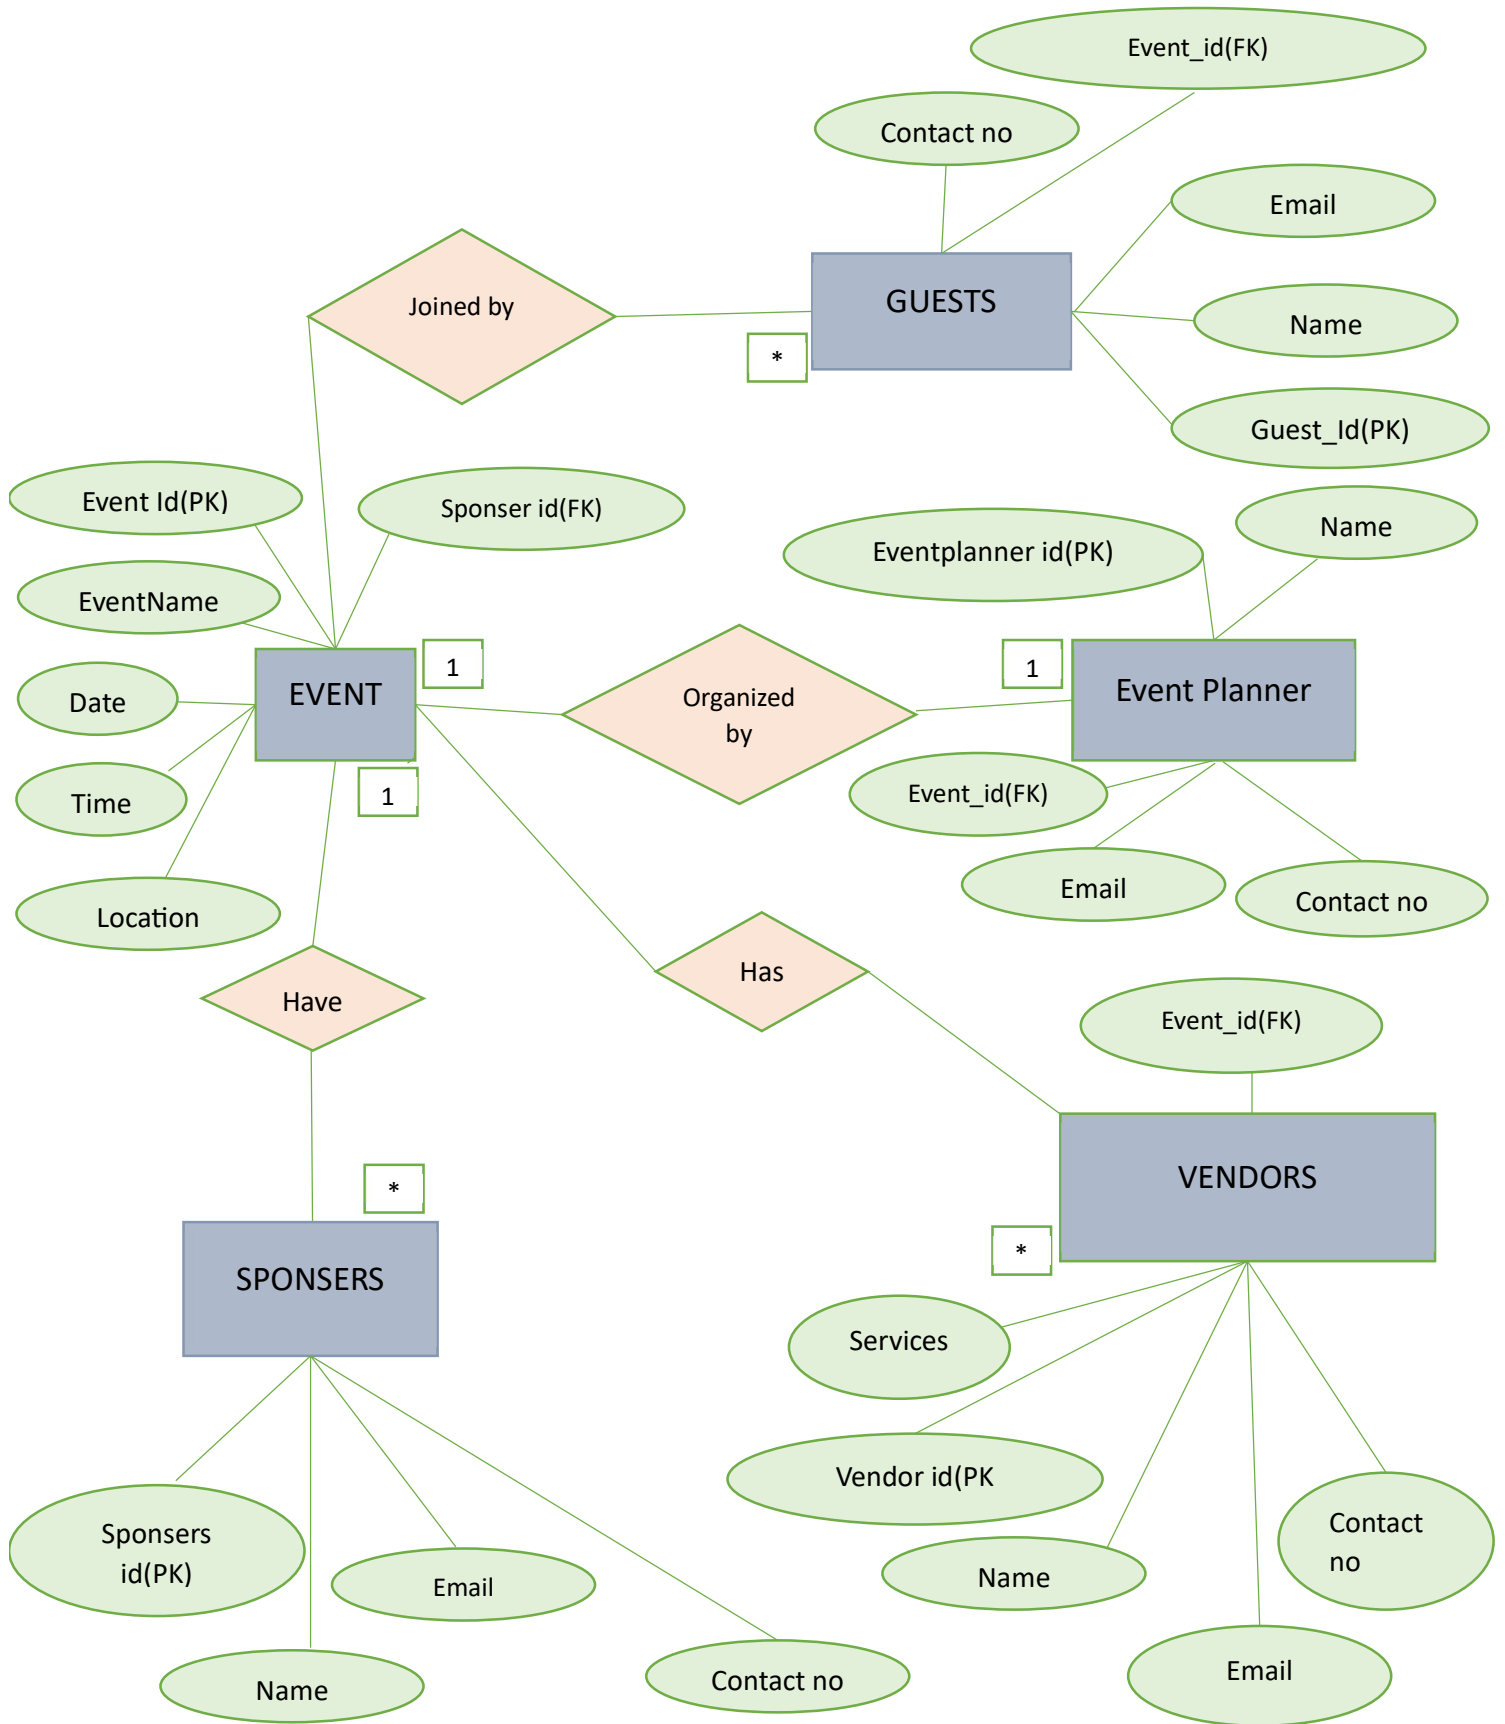 Event_id(FK)
Contact no
Email
GUESTS
Joined by
Name
*
Guest_Id(PK)
Event Id(PK)
Sponser id(FK)
Name
Eventplanner id(PK)
EventName
1
1
EVENT
Organized
by
Event Planner
Date
Time
1
Event_id(FK)
Email
Contact no
Location
Has
Have
Event_id(FK)
VENDORS
*
*
SPONSERS
Services
Vendor id(PK
Contact
no
Sponsers
id(PK)
Email
Name
Name
Contact no
Email